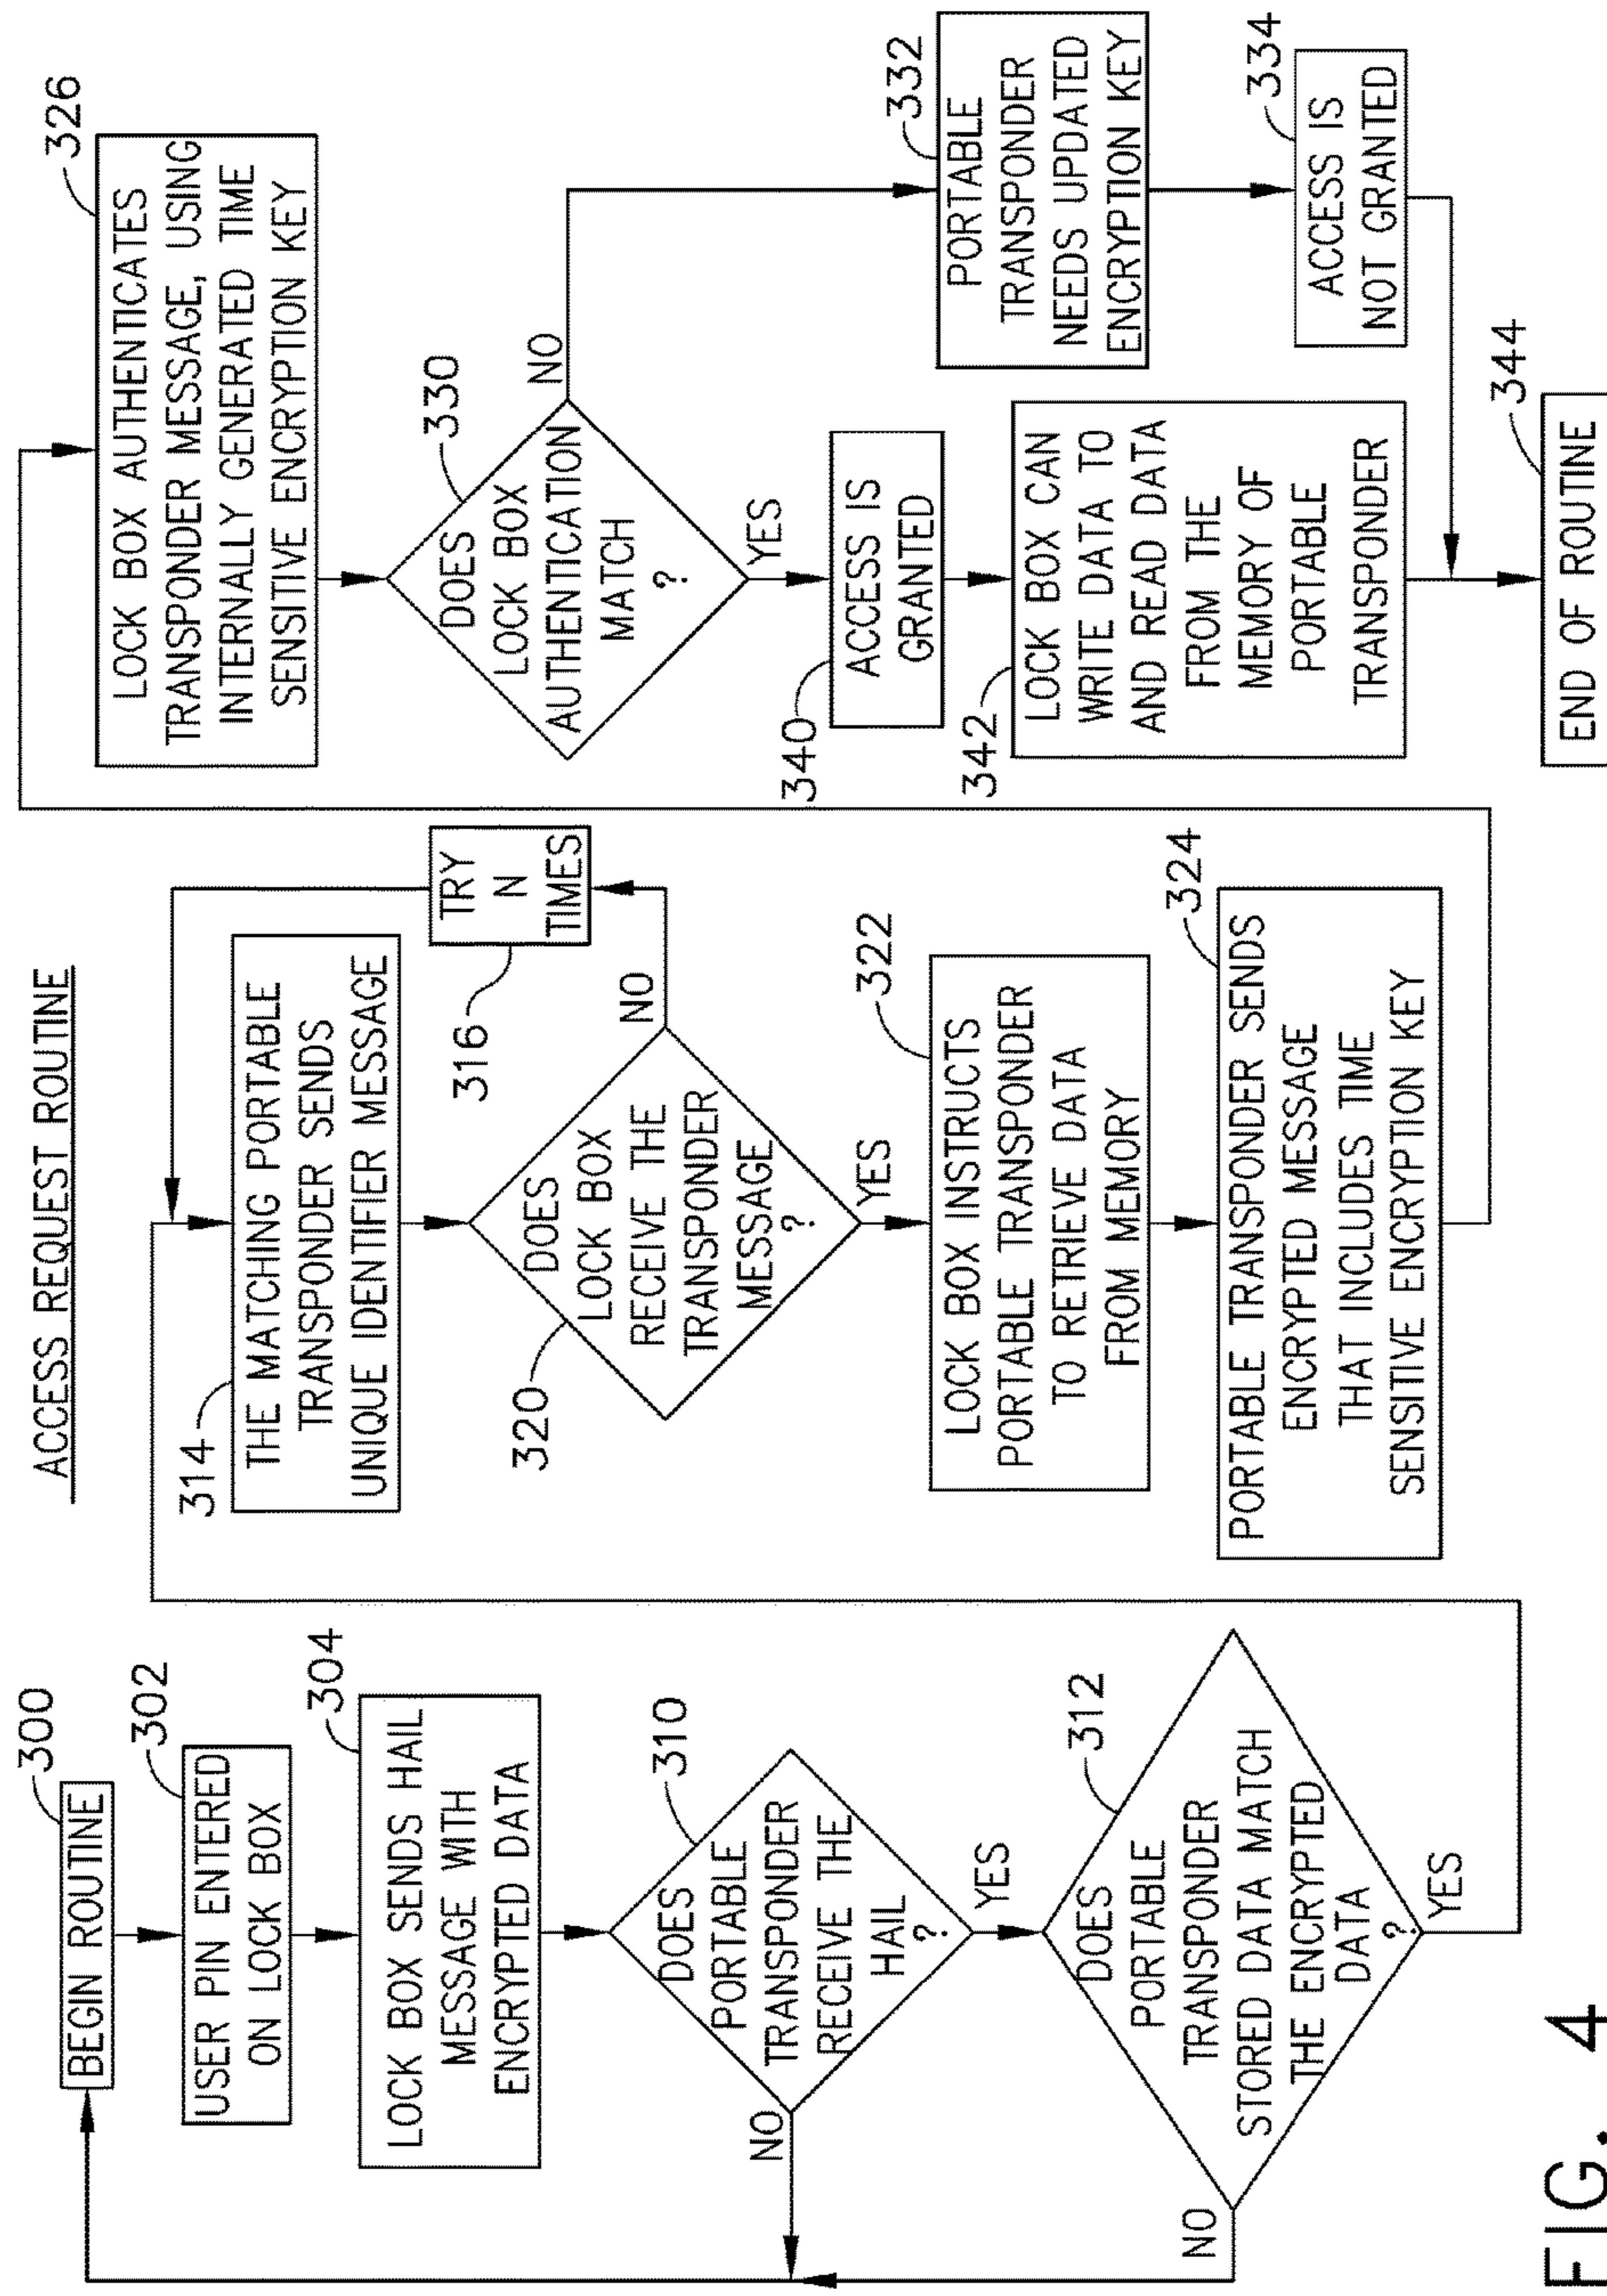 ACCESS REQUEST ROUTINE
300
BEGIN ROUTINE
302
USER PIN ENTERED
ON LOCK BOX
304
LOCK BOX SENDS HAIL
MESSAGE WITH
ENCRYPTED DATA
310
DOES
PORTABLE
TRANSPONDER
RECEIVE THE
HAIL
?
NO
YES
312
DOES
PORTABLE
TRANSPONDER
STORED DATA MATCH
THE ENCRYPTED
DATA
?
NO
YES
314
THE MATCHING PORTABLE
TRANSPONDER SENDS
UNIQUE IDENTIFIER MESSAGE
316
TRY
N
TIMES
320
DOES
LOCK BOX
RECEIVE THE
TRANSPONDER
MESSAGE
?
NO
YES
322
LOCK BOX INSTRUCTS
PORTABLE TRANSPONDER
TO RETRIEVE DATA
FROM MEMORY
324
PORTABLE TRANSPONDER SENDS
ENCRYPTED MESSAGE
THAT INCLUDES TIME
SENSITIVE ENCRYPTION KEY
326
LOCK BOX AUTHENTICATES
TRANSPONDER MESSAGE, USING
INTERNALLY GENERATED TIME
SENSITIVE ENCRYPTION KEY
330
DOES
LOCK BOX
AUTHENTICATION
MATCH
?
NO
YES
332
PORTABLE
TRANSPONDER
NEEDS UPDATED
ENCRYPTION KEY
334
ACCESS IS
NOT GRANTED
340
ACCESS IS
GRANTED
342
LOCK BOX CAN
WRITE DATA TO
AND READ DATA
FROM THE
MEMORY OF
PORTABLE
TRANSPONDER
344
END OF ROUTINE
FIG. 4